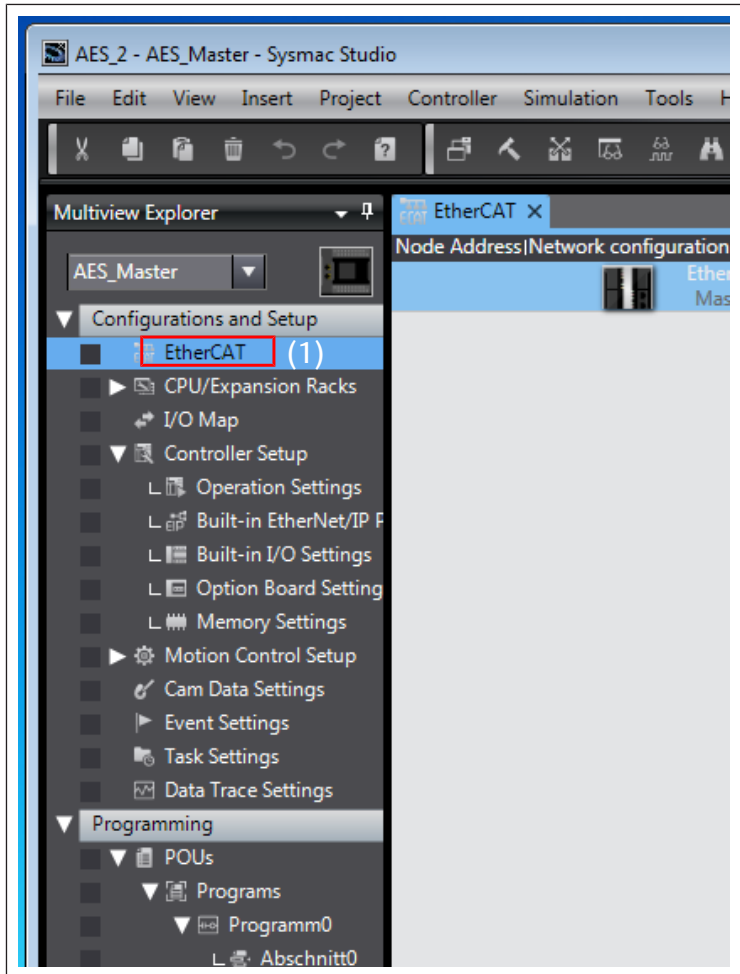 AES_2 - AES_Master - Sysmac Studio
File Edit View Insert Project Controller Simulation Tools H
Multiview Explorer
EtherCAT
AES_Master
Node Address|Network configuration
Ether
Mas
Configurations and Setup
EtherCAT (1)
CPU/Expansion Racks
I/O Map
Controller Setup
Operation Settings
Built-in EtherNet/IP P
Built-in I/O Settings
Option Board Setting
Memory Settings
Motion Control Setup
Cam Data Settings
Event Settings
Task Settings
Data Trace Settings
Programming
POUs
Programs
Programm0
Abschnitt0